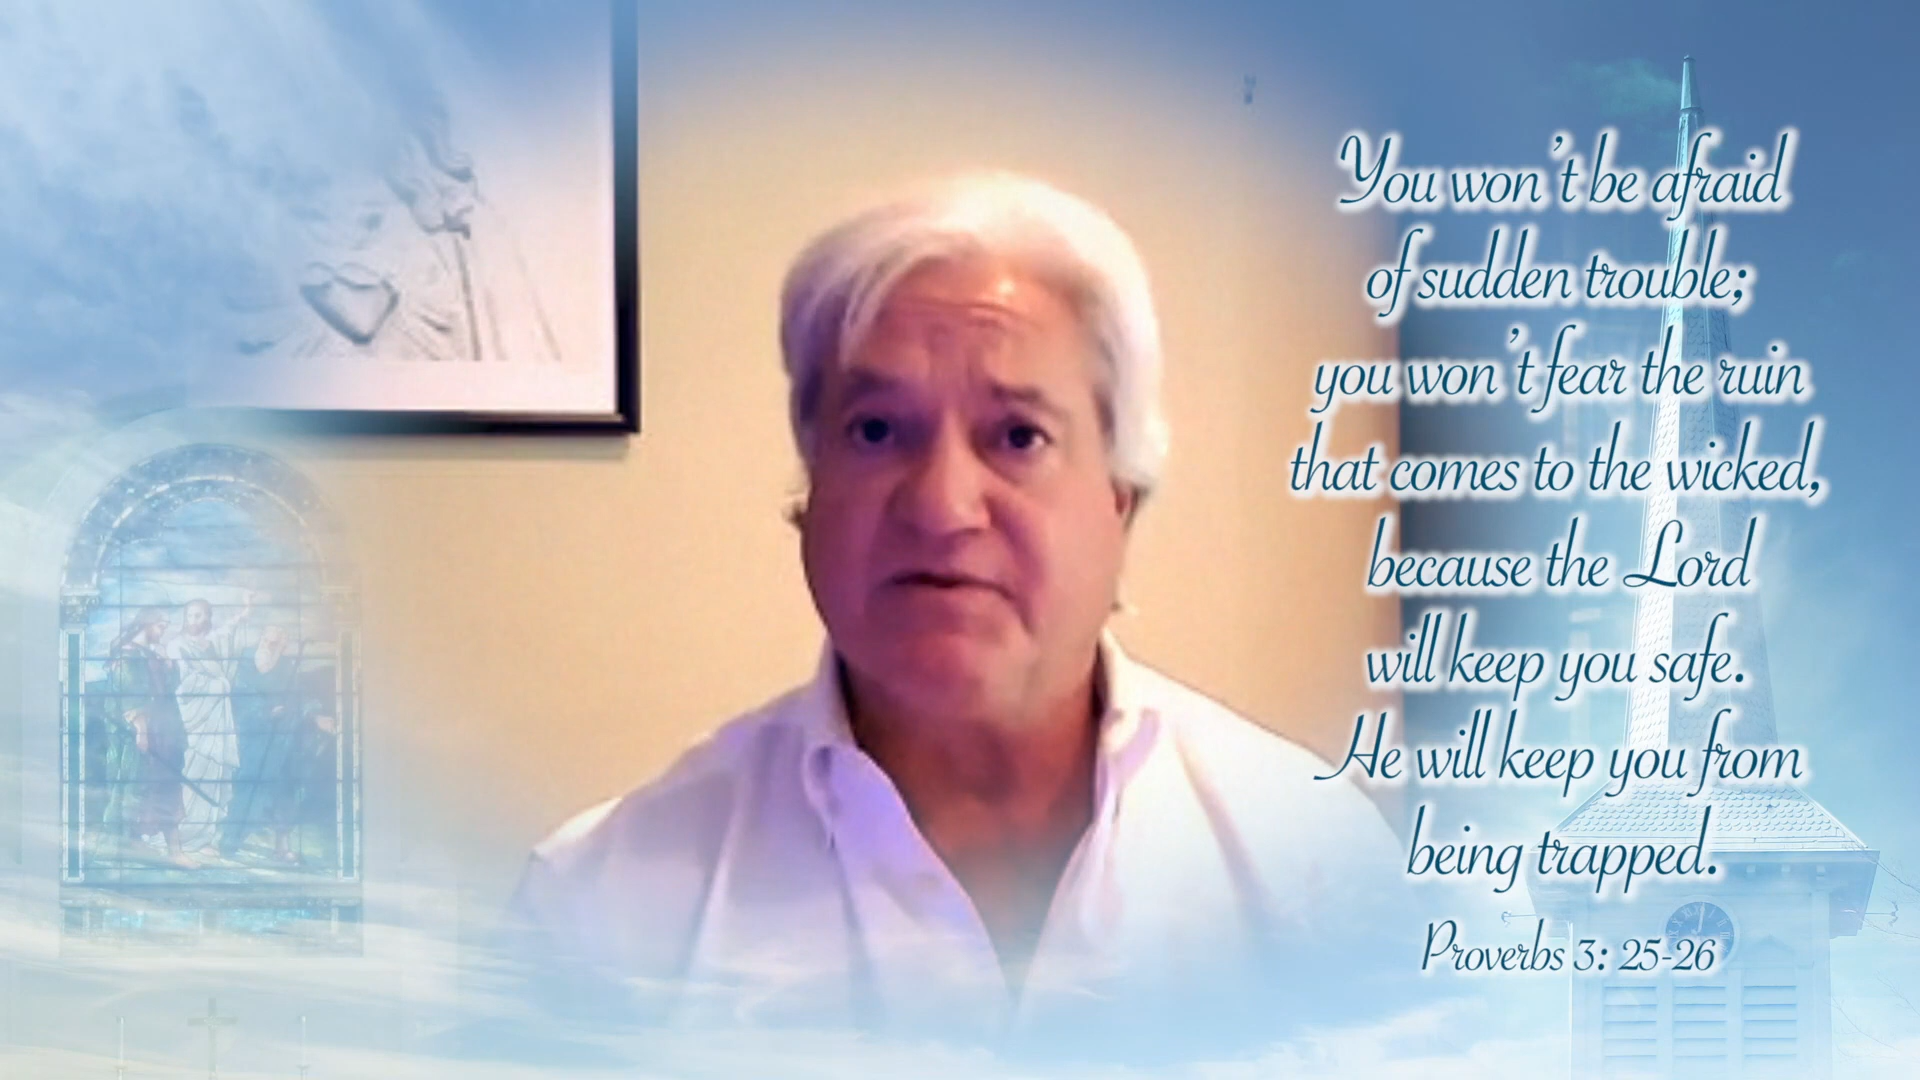 You won't be afraid
of sudden trouble;
you won't fear the ruin
that comes to the wicked,
because the Lord
will keep you safe.
He will keep you from
being trapped.
Proverbs 3: 25-26